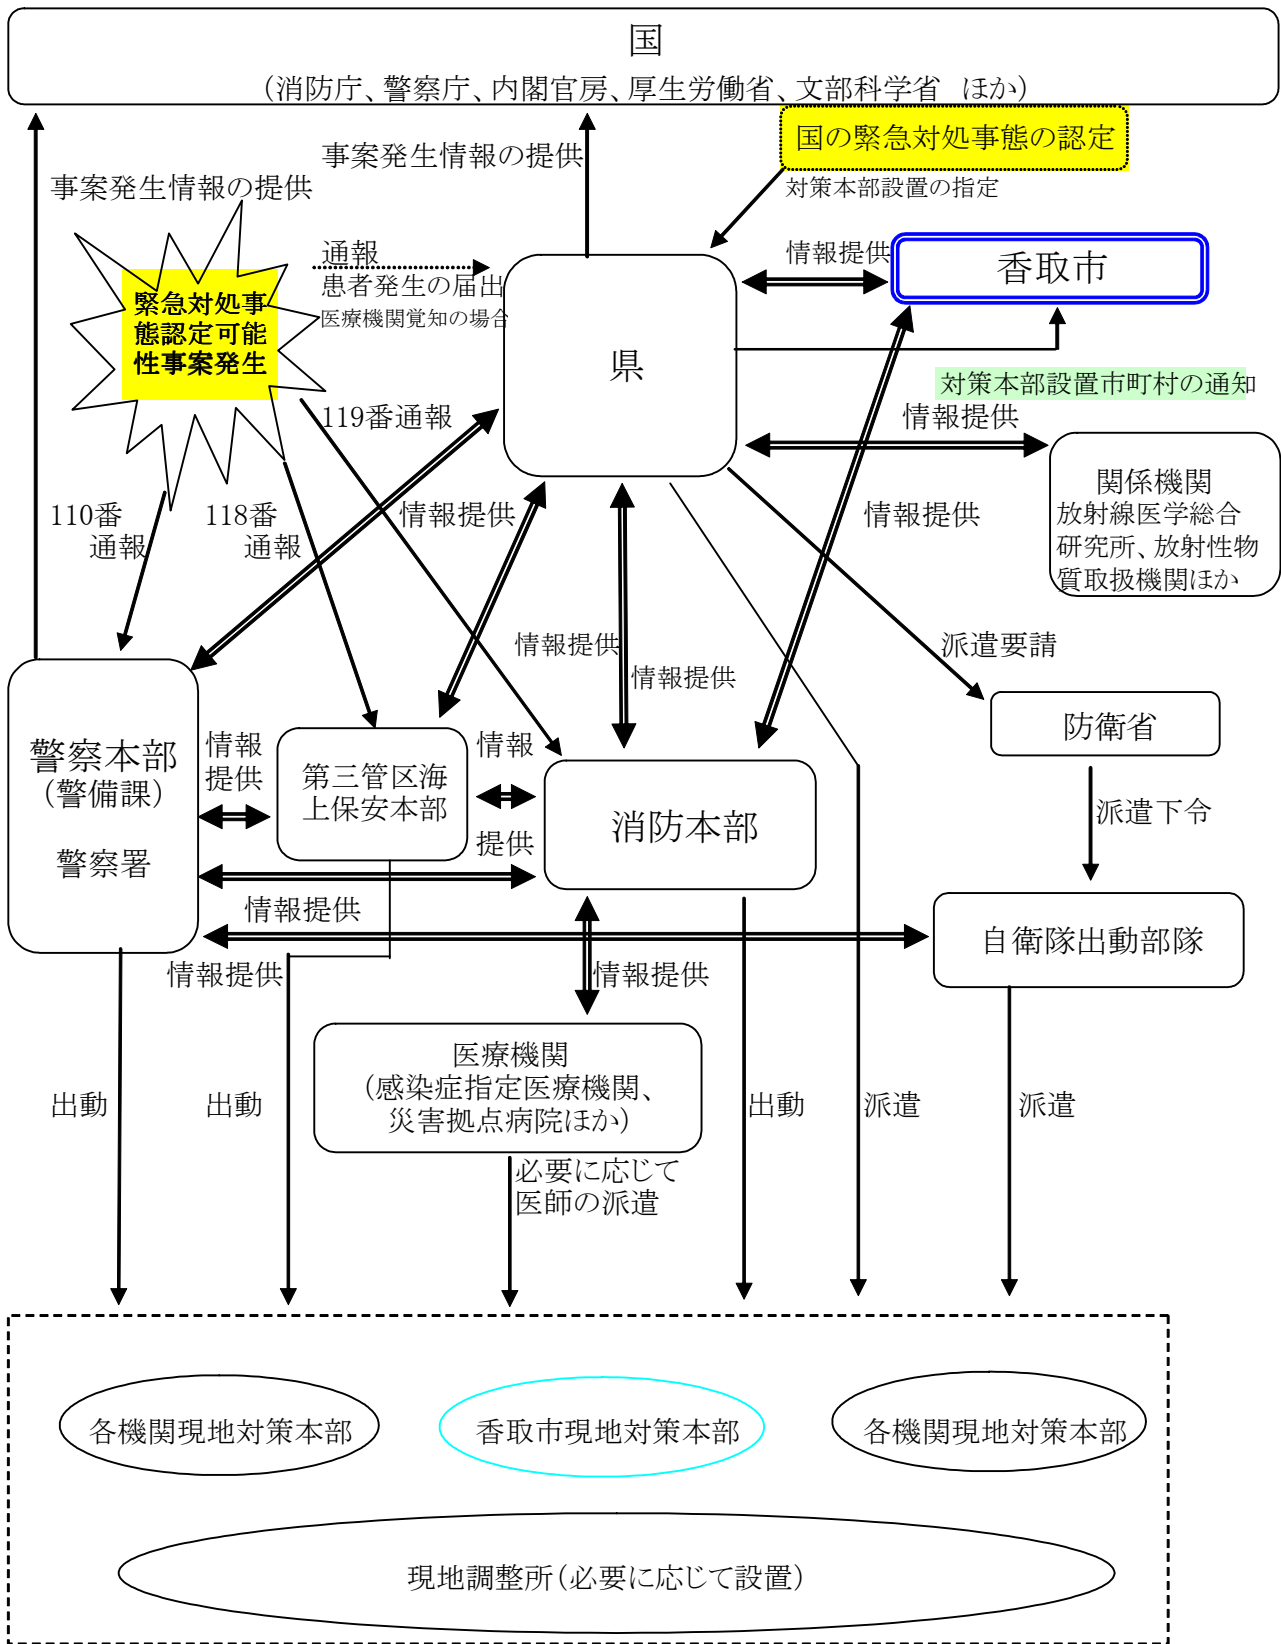 国
（消防庁、警察庁、内閣官房、厚生労働省、文部科学省　ほか）
国の緊急対処事態の認定
対策本部設置の指定
事案発生情報の提供
事案発生情報の提供
緊急対処事
態認定可能
性事案発生
通報
患者発生の届出
医療機関覚知の場合
県
情報提供
香取市
対策本部設置市町村の通知
情報提供
関係機関
放射線医学総合
研究所、放射性物
質取扱機関ほか
119番通報
110番
通報
118番
通報
情報提供
情報提供
情報提供
情報提供
派遣要請
防衛省
派遣下令
自衛隊出動部隊
警察本部
（警備課）
警察署
情報
提供
第三管区海
上保安本部
情報
提供
消防本部
情報提供
情報提供
情報提供
医療機関
（感染症指定医療機関、
災害拠点病院ほか）
出動
出動
出動
派遣
派遣
必要に応じて
医師の派遣
各機関現地対策本部
香取市現地対策本部
各機関現地対策本部
現地調整所（必要に応じて設置）